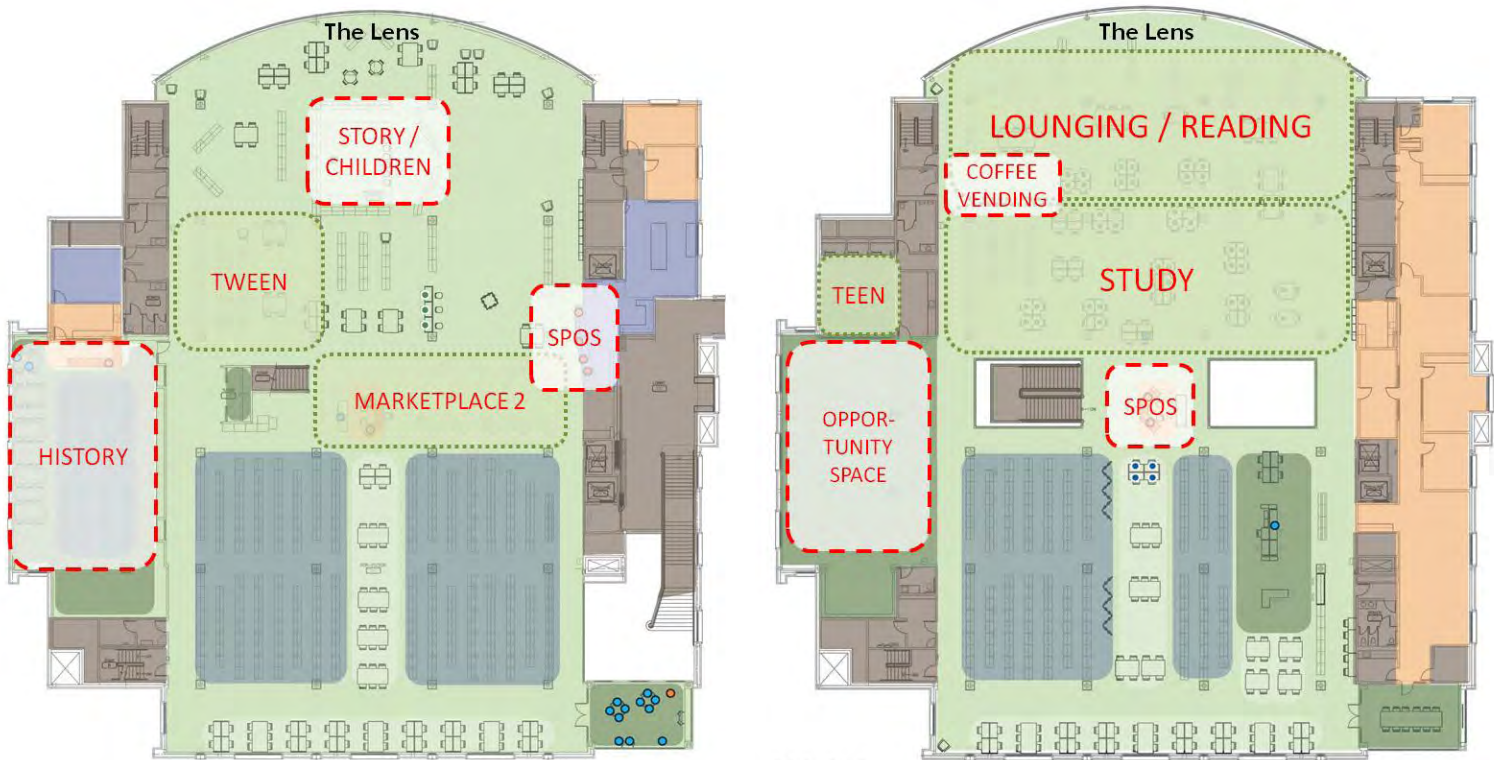 The Lens
STORY /
CHILDREN
TWEEN
SPOS
MARKETPLACE 2
HISTORY
The Lens
LOUNGING / READING
COFFEE
VENDING
STUDY
TEEN
OPPOR-
TUNITY
SPACE
SPOS